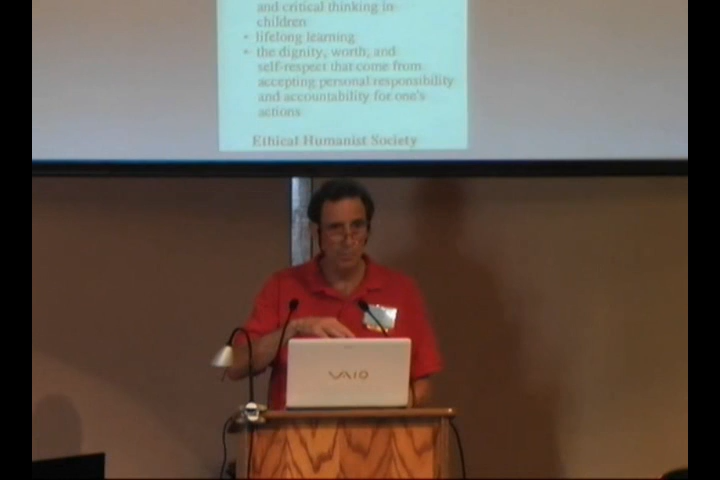 and critical thinking in
children
• lifelong learning
• the dignity, worth, and
self-respect that come from
accepting personal responsibility
and accountability for one's
actions
Ethical Humanist Society
VAIO